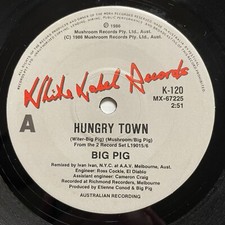 ℗ 1986
Mushroom Records Pty. Ltd., Aust.
© 1986 Mushroom Records Pty. Ltd., Aust.
White Label Records
K-120
MX-67225
2:51
A
HUNGRY TOWN
(Witer-Big Pig) (Mushroom/Big Pig)
From the 2 Record Set L19015/6
BIG PIG
Remixed by Ivan Ivan, N.Y.C. at A.A.V. Melbourne, Aust.
Engineer: Ross Cockle, El Diablo
Assistant engineer: Cameron Craig
Recorded at Richmond Recorders, Melbourne
Produced by Etienne Conod & Big Pig
AUSTRALIAN RECORDING